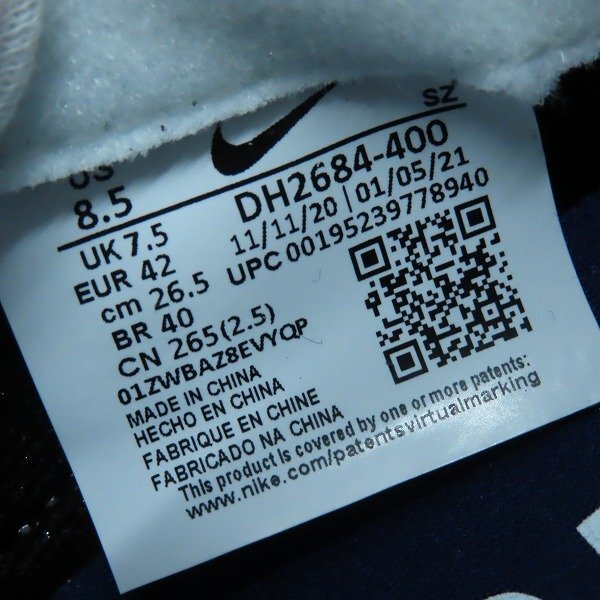 US
8.5
UK 7.5
EUR 42
cm 26.5
BR 40
CN 265(2.5)
01ZWBAZ8EVYQP
MADE IN CHINA
HECHO EN CHINA
FABRIQUE EN CHINE
FABRICADO NA CHINA
This product is covered by one or more patents:
www.nike.com/patentsvirtualmarking
SZ
DH2684-400
11/11/20 | 01/05/21
UPC 00195239778940